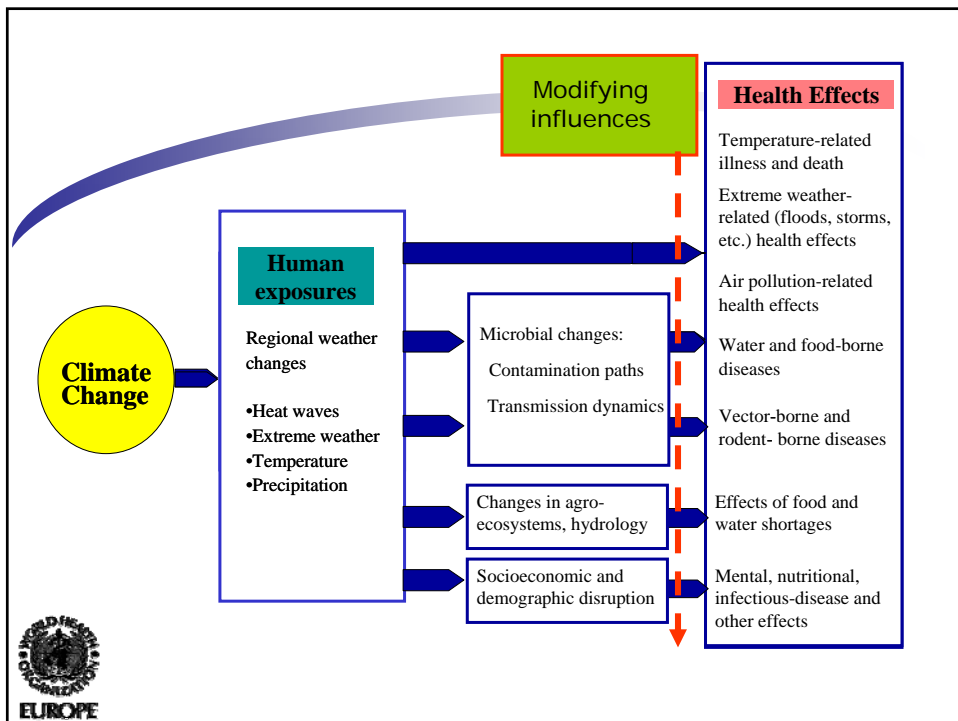 Modifying
influences
Health Effects
Temperature-related
illness and death
Extreme weather-
related (floods, storms,
etc.) health effects
Air pollution-related
health effects
Water and food-borne
diseases
Vector-borne and
rodent- borne diseases
Effects of food and
water shortages
Mental, nutritional,
infectious-disease and
other effects
Human
exposures
Regional weather
changes
•Heat waves
•Extreme weather
•Temperature
•Precipitation
Climate
Change
Microbial changes:
Contamination paths
Transmission dynamics
Changes in agro-
ecosystems, hydrology
Socioeconomic and
demographic disruption
WORLD HEALTH
ORGANIZATION
EUROPE